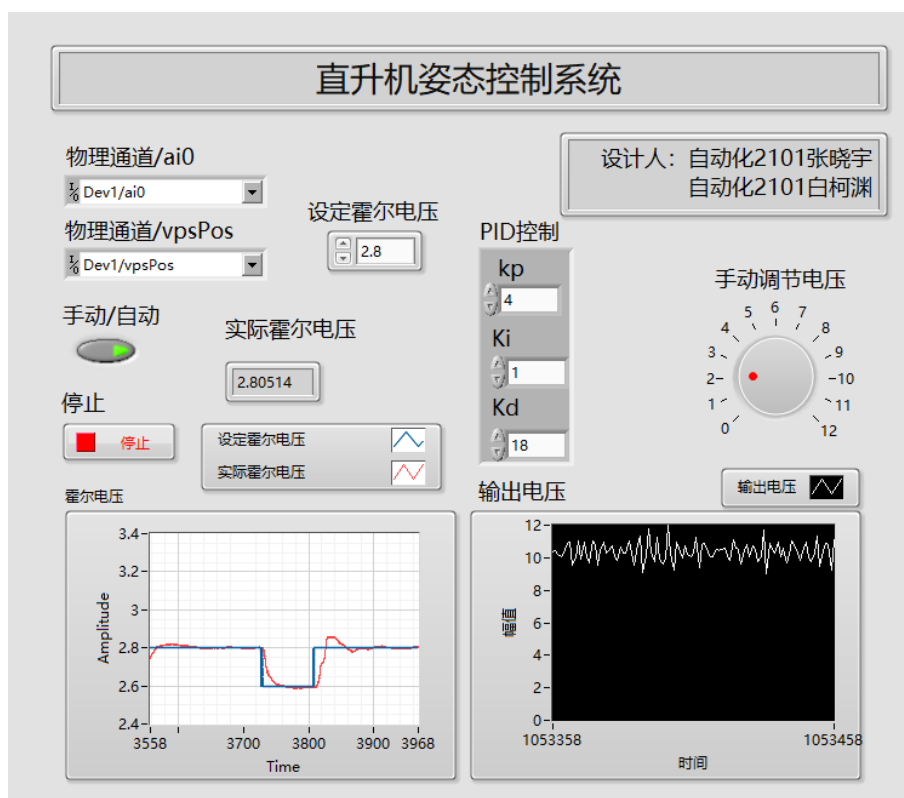 直升机姿态控制系统
物理通道/ai0
Dev1/ai0
设计人：自动化2101张晓宇
自动化2101白柯渊
物理通道/vpsPos
Dev1/vpsPos
设定霍尔电压
2.8
PID控制
kp
4
Ki
1
Kd
18
手动调节电压
0
1
2
3
4
5
6
7
8
9
10
11
12
手动/自动
实际霍尔电压
2.80514
停止
停止
设定霍尔电压
实际霍尔电压
霍尔电压
3.4
3.2
3
2.8
2.6
2.4
Amplitude
3558
3700
3800
3900
3968
Time
输出电压
输出电压
12
10
8
6
4
2
0
幅值
1053358
1053458
时间